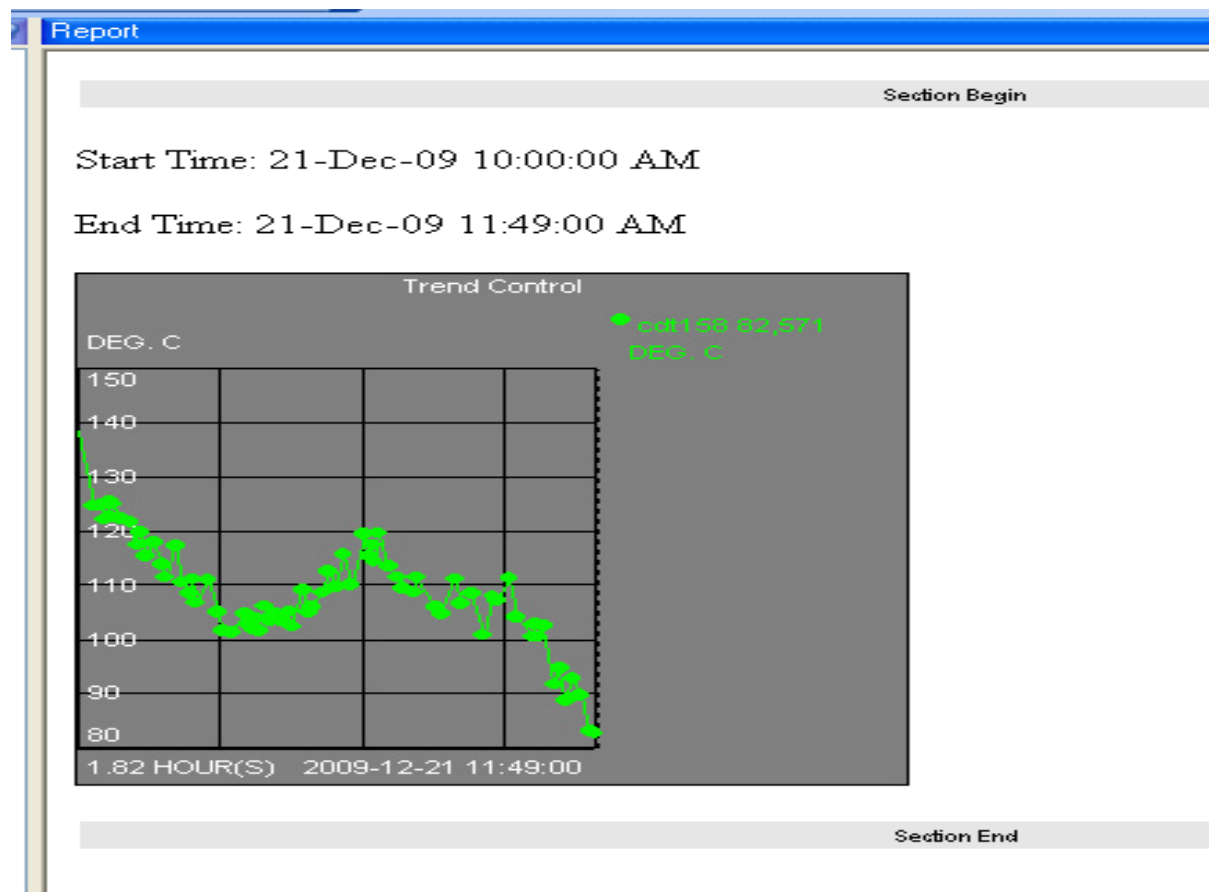 Report
Section Begin
Start Time: 21-Dec-09 10:00:00 AM
End Time: 21-Dec-09 11:49:00 AM
Trend Control
cdt158 82,571
DEG. C
DEG. C
150
140
130
120
110
100
90
80
1.82 HOUR(S) 2009-12-21 11:49:00
Section End